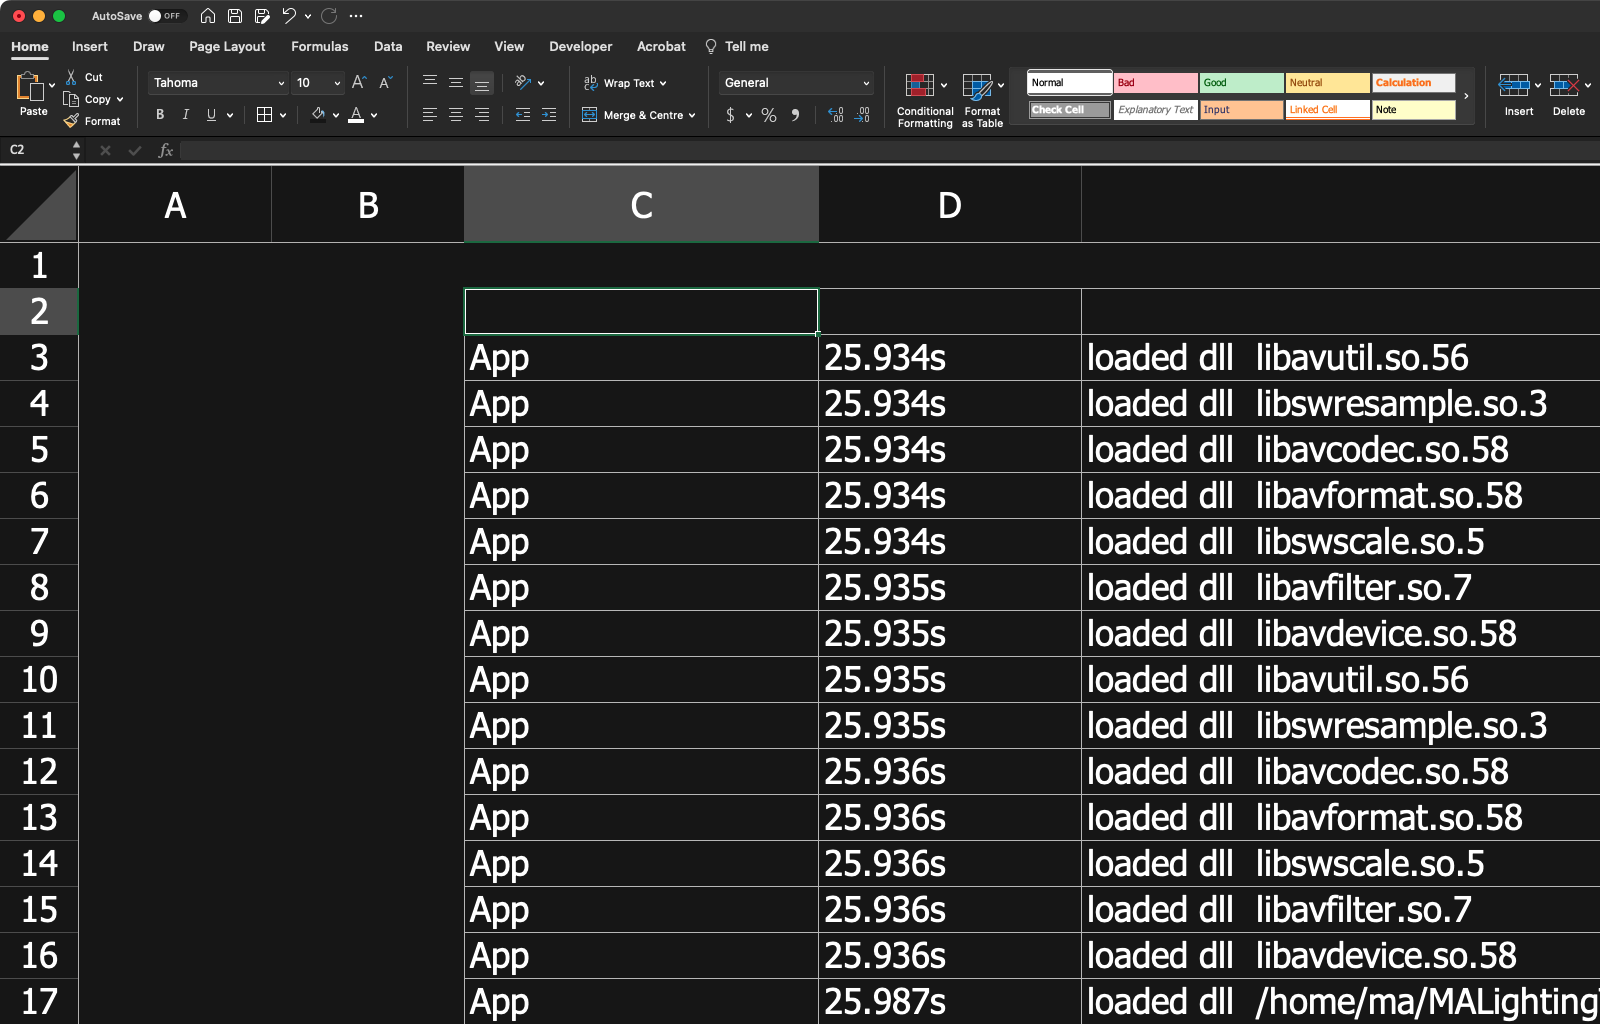 AutoSave OFF
Home Insert Draw Page Layout Formulas Data Review View Developer Acrobat Tell me
Paste Cut Copy Format
Tahoma 10 A A
B I U A
ab Wrap Text
Merge & Centre
General
$ % 9
Conditional Formatting
Format as Table
Normal Bad Good Neutral Calculation
Check Cell Explanatory Text Input Linked Cell Note
Insert Delete
C2 fx
A B C D
1
2
3 App 25.934s loaded dll libavutil.so.56
4 App 25.934s loaded dll libswresample.so.3
5 App 25.934s loaded dll libavcodec.so.58
6 App 25.934s loaded dll libavformat.so.58
7 App 25.934s loaded dll libswscale.so.5
8 App 25.935s loaded dll libavfilter.so.7
9 App 25.935s loaded dll libavdevice.so.58
10 App 25.935s loaded dll libavutil.so.56
11 App 25.935s loaded dll libswresample.so.3
12 App 25.936s loaded dll libavcodec.so.58
13 App 25.936s loaded dll libavformat.so.58
14 App 25.936s loaded dll libswscale.so.5
15 App 25.936s loaded dll libavfilter.so.7
16 App 25.936s loaded dll libavdevice.so.58
17 App 25.987s loaded dll /home/ma/MALighting